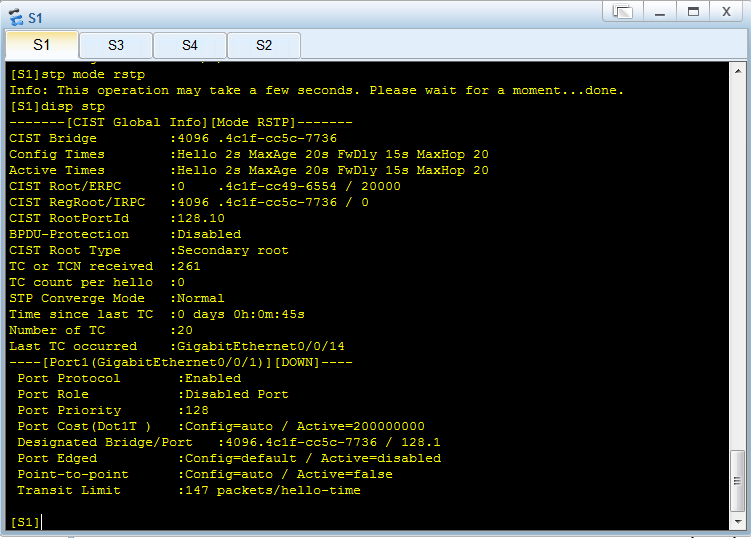 S1
S1 S3 S4 S2
[S1]stp mode rstp
Info: This operation may take a few seconds. Please wait for a moment...done.
[S1]disp stp
-------[CIST Global Info][Mode RSTP]-------
CIST Bridge         :4096 .4c1f-cc5c-7736
Config Times        :Hello 2s MaxAge 20s FwDly 15s MaxHop 20
Active Times        :Hello 2s MaxAge 20s FwDly 15s MaxHop 20
CIST Root/ERPC      :0    .4c1f-cc49-6554 / 20000
CIST RegRoot/IRPC   :4096 .4c1f-cc5c-7736 / 0
CIST RootPortId     :128.10
BPDU-Protection     :Disabled
CIST Root Type      :Secondary root
TC or TCN received  :261
TC count per hello  :0
STP Converge Mode   :Normal
Time since last TC  :0 days 0h:0m:45s
Number of TC        :20
Last TC occurred    :GigabitEthernet0/0/14
----[Port1(GigabitEthernet0/0/1)][DOWN]----
 Port Protocol       :Enabled
 Port Role           :Disabled Port
 Port Priority       :128
 Port Cost(Dot1T )   :Config=auto / Active=200000000
 Designated Bridge/Port   :4096.4c1f-cc5c-7736 / 128.1
 Port Edged          :Config=default / Active=disabled
 Point-to-point      :Config=auto / Active=false
 Transit Limit       :147 packets/hello-time
[S1]